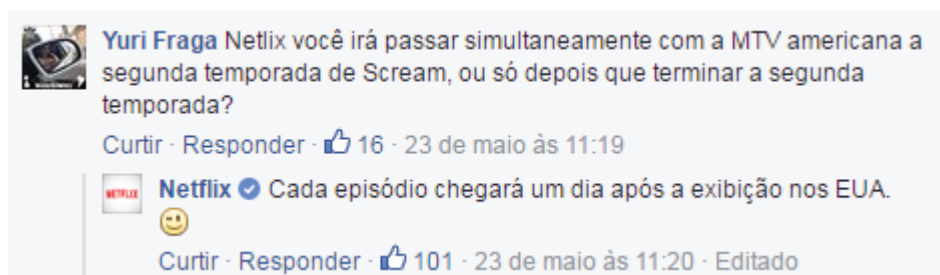 Yuri Fraga Netlix você irá passar simultaneamente com a MTV americana a
segunda temporada de Scream, ou só depois que terminar a segunda
temporada?
Curtir · Responder · 16 · 23 de maio às 11:19
NETFLIX
Netflix Cada episódio chegará um dia após a exibição nos EUA.
Curtir · Responder · 101 · 23 de maio às 11:20 · Editado